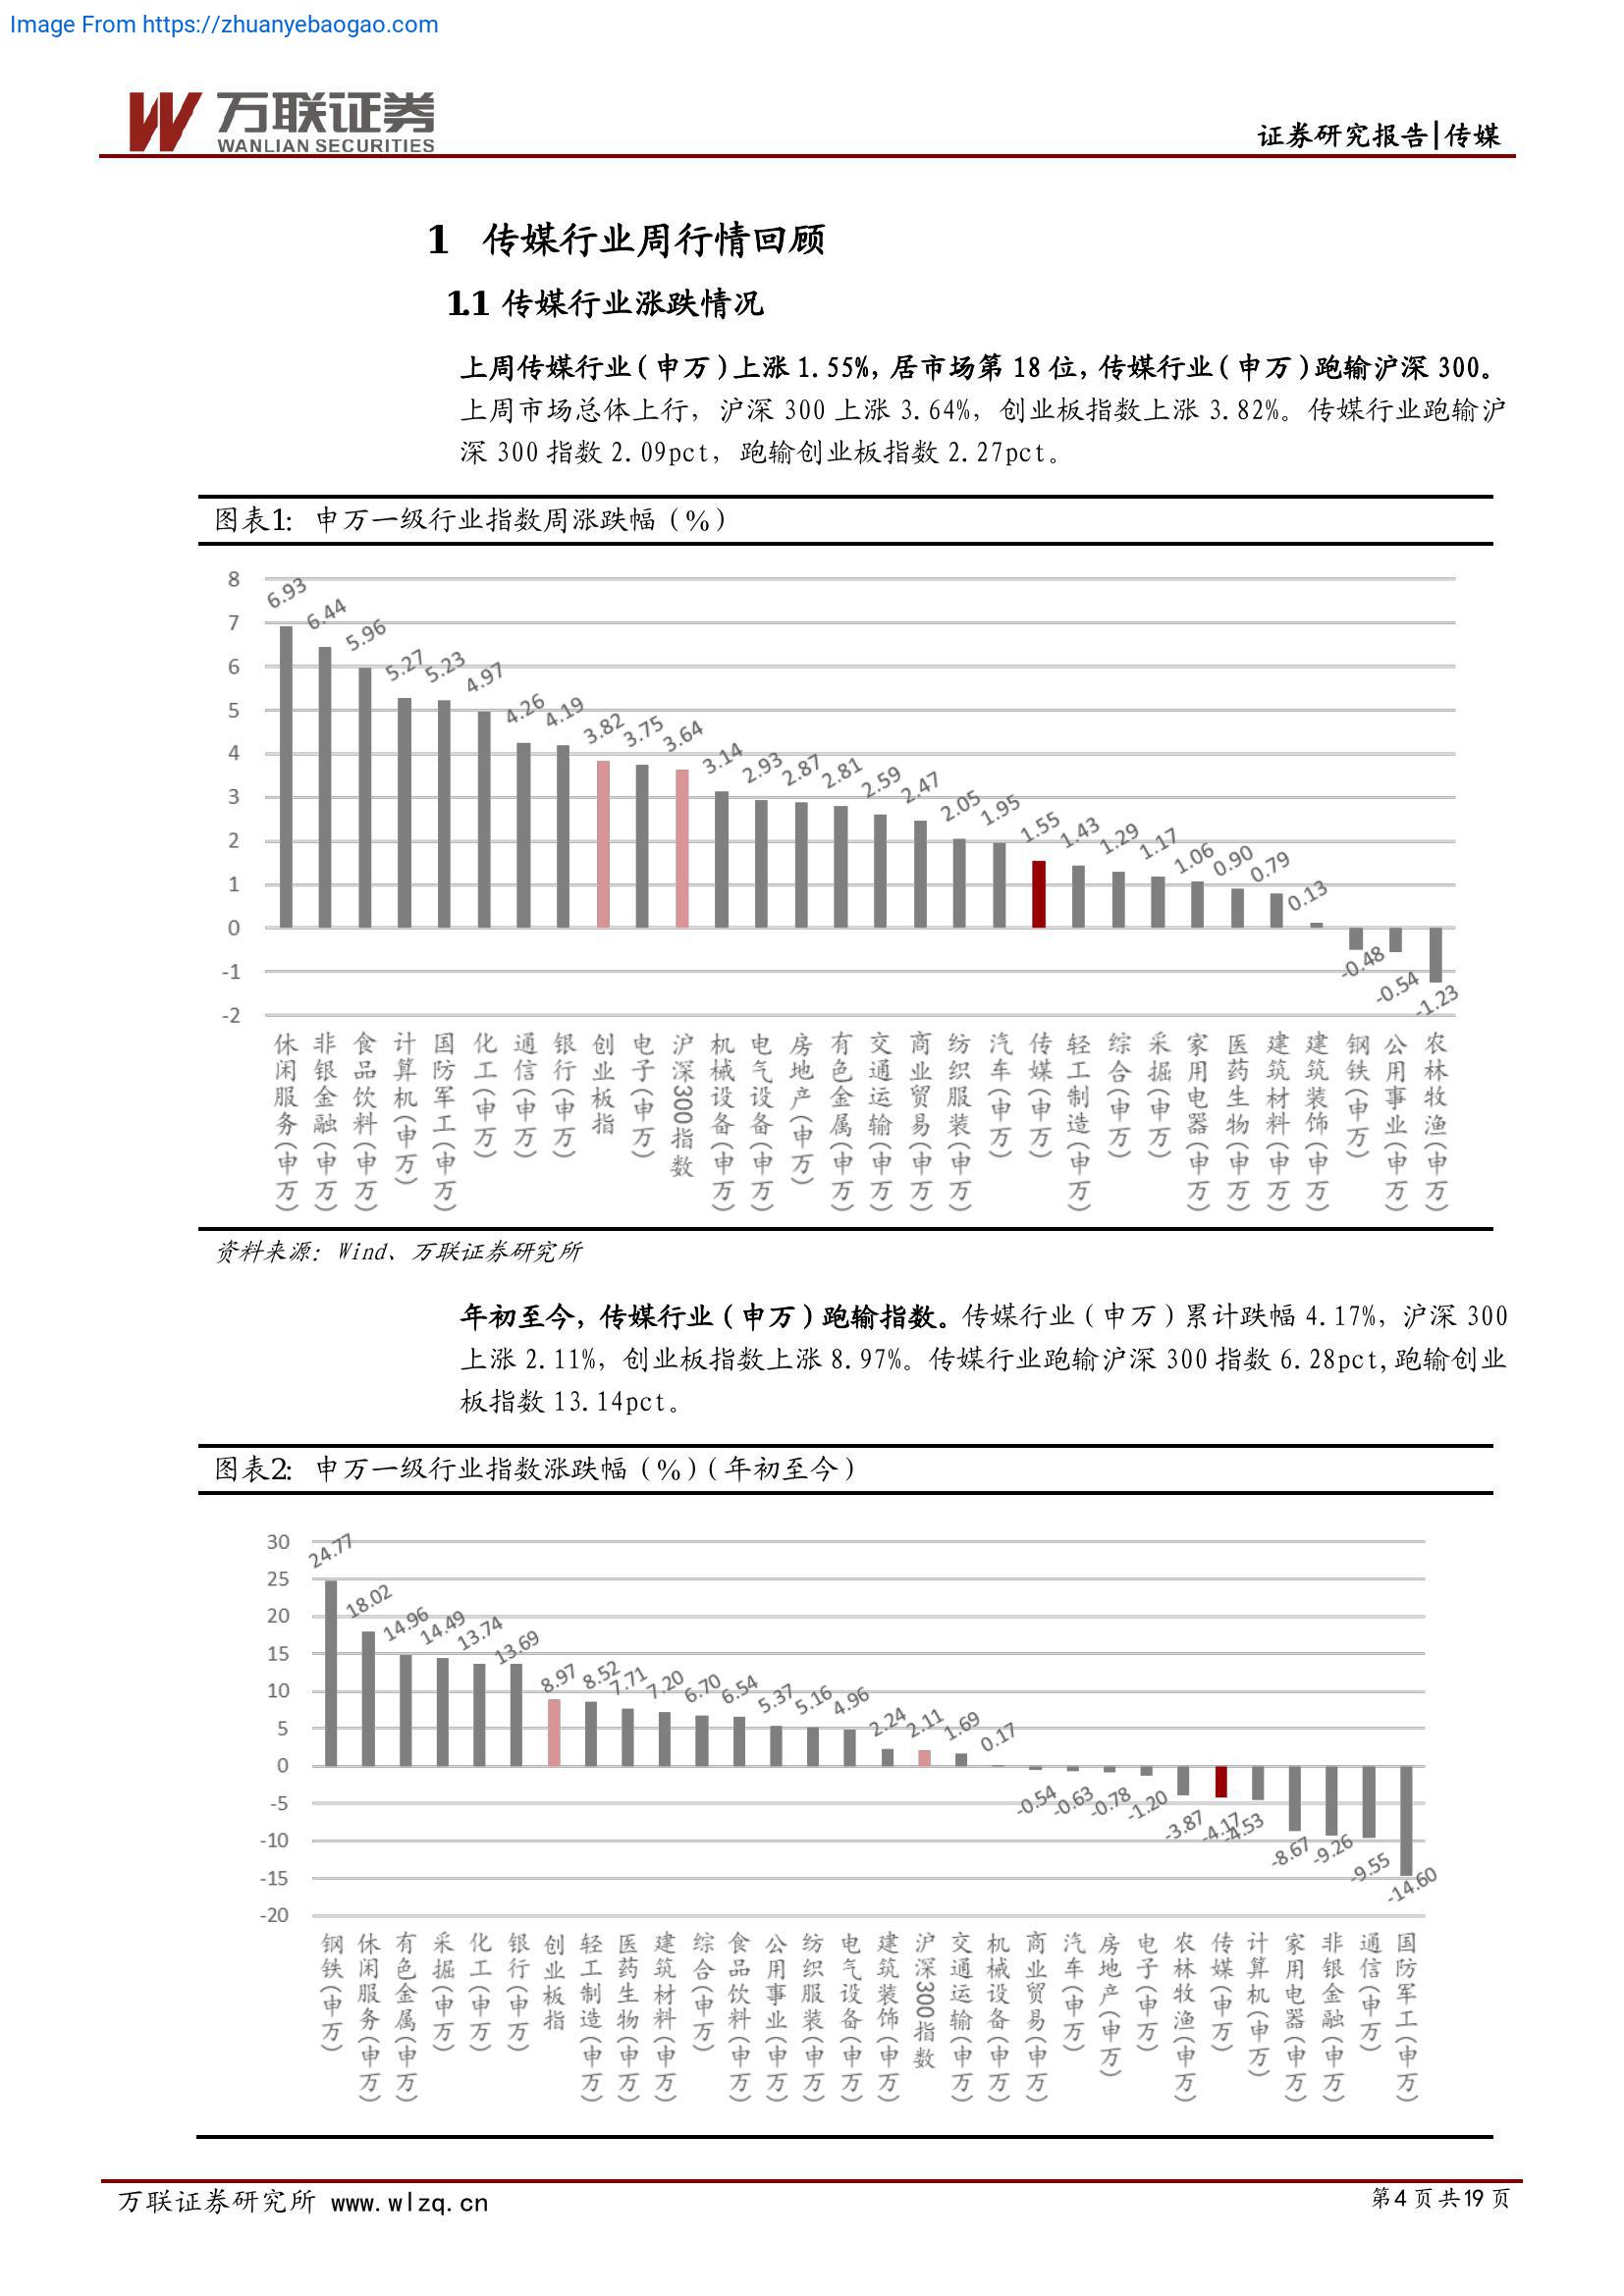 Image From https://zhuanyebaogao.com
万联证券
WANLIAN SECURITIES
证券研究报告|传媒
1 传媒行业周行情回顾
1.1 传媒行业涨跌情况
上周传媒行业(申万)上涨 1.55%，居市场第 18 位，传媒行业(申万)跑输沪深 300。
上周市场总体上行，沪深 300 上涨 3.64%，创业板指数上涨 3.82%。传媒行业跑输沪
深 300 指数 2.09pct，跑输创业板指数 2.27pct。
图表1: 申万一级行业指数周涨跌幅（%）
8
7
6
5
4
3
2
1
0
-1
-2
6.93
6.44
5.96
5.27
5.23
4.97
4.26
4.19
3.82
3.75
3.64
3.14
2.93
2.87
2.81
2.59
2.47
2.05
1.95
1.55
1.43
1.29
1.17
1.06
0.90
0.79
0.13
-0.48
-0.54
-1.23
休闲服务(申万)
非银金融(申万)
食品饮料(申万)
计算机(申万)
国防军工(申万)
化工(申万)
通信(申万)
银行(申万)
创业板指
电子(申万)
沪深300指数
机械设备(申万)
电气设备(申万)
房地产(申万)
有色金属(申万)
交通运输(申万)
商业贸易(申万)
纺织服装(申万)
汽车(申万)
传媒(申万)
轻工制造(申万)
综合(申万)
采掘(申万)
家用电器(申万)
医药生物(申万)
建筑材料(申万)
建筑装饰(申万)
钢铁(申万)
公用事业(申万)
农林牧渔(申万)
资料来源：Wind、万联证券研究所
年初至今，传媒行业(申万)跑输指数。传媒行业(申万)累计跌幅 4.17%，沪深 300
上涨 2.11%，创业板指数上涨 8.97%。传媒行业跑输沪深 300 指数 6.28pct,跑输创业
板指数 13.14pct。
图表2: 申万一级行业指数涨跌幅（%）(年初至今)
30
25
20
15
10
5
0
-5
-10
-15
-20
24.77
18.02
14.96
14.49
13.74
13.69
8.97
8.52
7.71
7.20
6.70
6.54
5.37
5.16
4.96
2.24
2.11
1.69
0.17
-0.54
-0.63
-0.78
-1.20
-3.87
-4.17
-4.53
-8.67
-9.26
-9.55
-14.60
钢铁(申万)
休闲服务(申万)
有色金属(申万)
采掘(申万)
化工(申万)
银行(申万)
创业板指
轻工制造(申万)
医药生物(申万)
建筑材料(申万)
综合(申万)
食品饮料(申万)
公用事业(申万)
纺织服装(申万)
电气设备(申万)
建筑装饰(申万)
沪深300指数
交通运输(申万)
机械设备(申万)
商业贸易(申万)
汽车(申万)
房地产(申万)
电子(申万)
农林牧渔(申万)
传媒(申万)
计算机(申万)
家用电器(申万)
非银金融(申万)
通信(申万)
国防军工(申万)
万联证券研究所 www.wlzq.cn
第 4 页 共 19 页